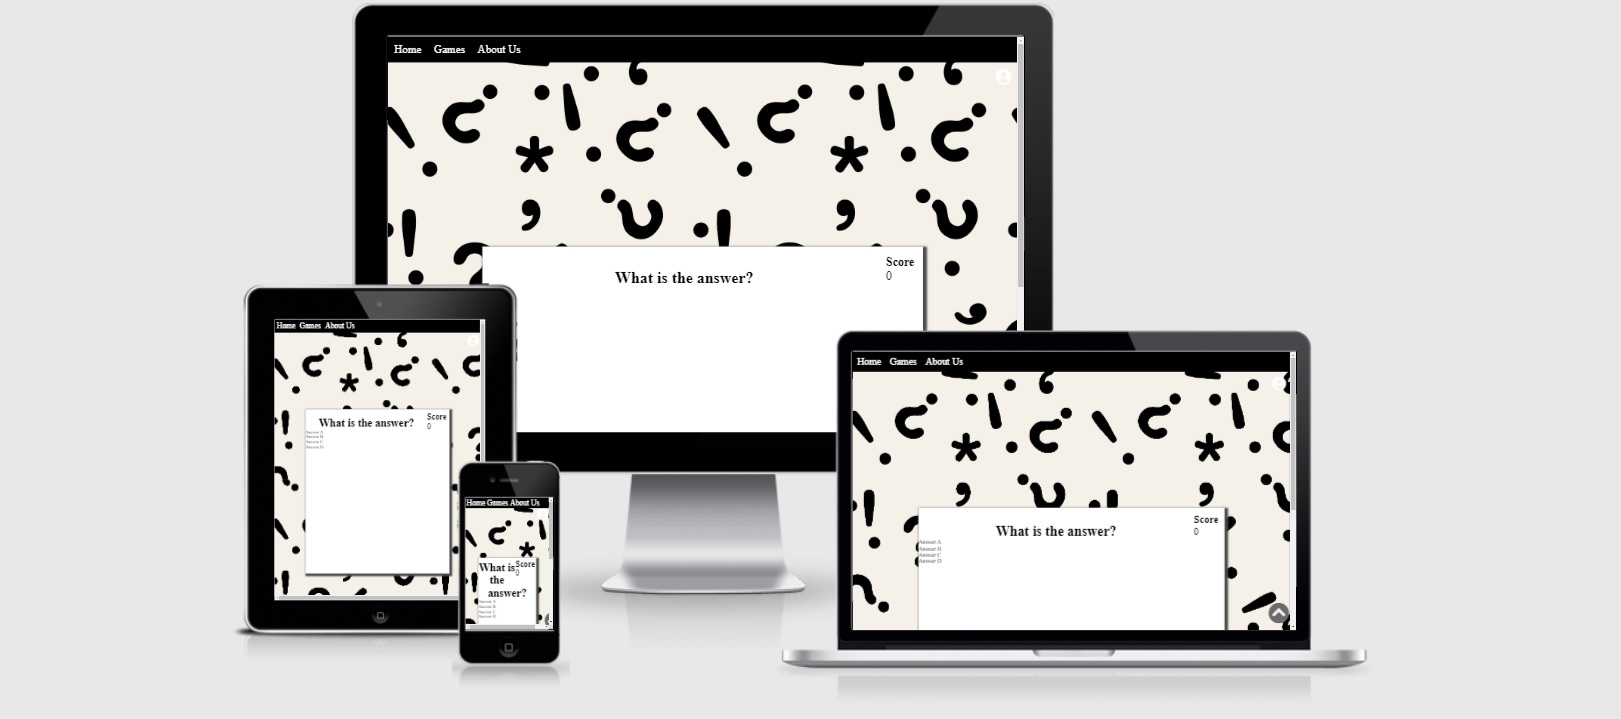 Home Games About Us
Score
What is the answer?
0
Home Games About Us
What is the answer?
Score
0
Answer A
Answer B
Answer C
Answer D
Home Games About Us
What is the answer?
Score
0
Answer A
Answer B
Answer C
Answer D
Home Games About Us
What is
Score
0
the
answer?
Answer A
Answer B
Answer C
Answer D